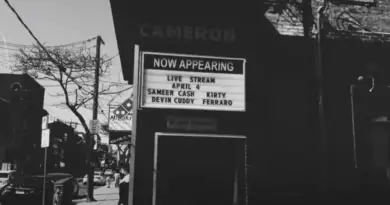 CAMERON
NOW APPEARING
LIVE STREAM
APRIL 4
SAMEER CASH KIRTY
DEVIN CUDDY FERRARO